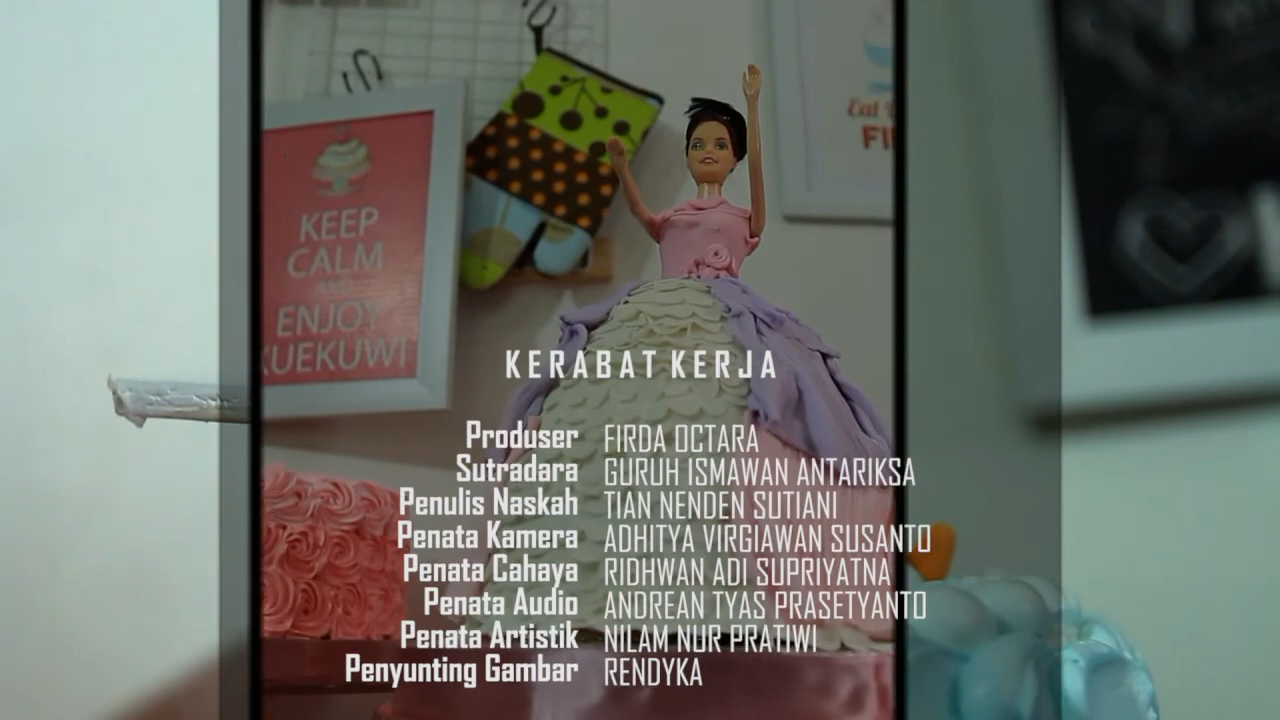 KEEP
CALM
AND
ENJOY
KUEKUWI
Eat
KERABAT KERJA
Produser FIRDA OCTARA
Sutradara GURUH ISMAWAN ANTARIKSA
Penulis Naskah TIAN NENDEN SUTIANI
Penata Kamera ADHITYA VIRGIAWAN SUSANTO
Penata Cahaya RIDHWAN ADI SUPRIYATNA
Penata Audio ANDREAN TYAS PRASETYANTO
Penata Artistik NILAM NUR PRATIWI
Penyunting Gambar RENDYKA